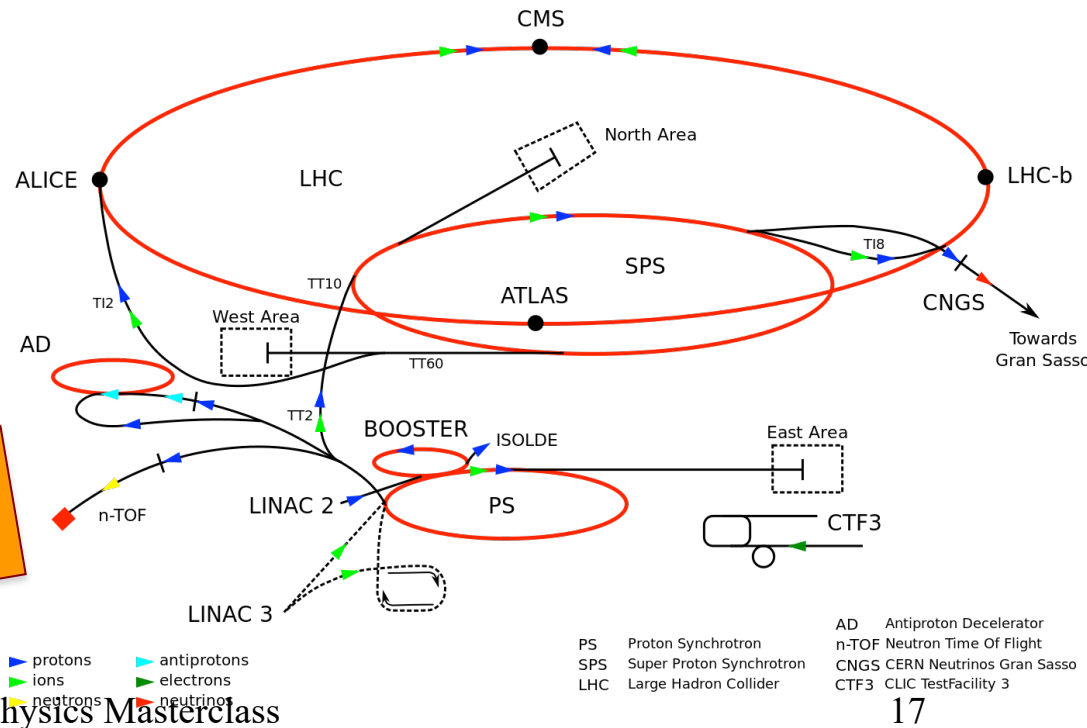 CMS
North Area
ALICE
LHC
LHC-b
TI8
SPS
TT10
ATLAS
CNGS
TI2
West Area
Towards
Gran Sasso
AD
TT60
TT2
BOOSTER
ISOLDE
East Area
LINAC 2
PS
n-TOF
CTF3
LINAC 3
AD Antiproton Decelerator
PS Proton Synchrotron
n-TOF Neutron Time Of Flight
SPS Super Proton Synchrotron
CNGS CERN Neutrinos Gran Sasso
LHC Large Hadron Collider
CTF3 CLIC TestFacility 3
protons antiprotons
ions electrons
neutrons neutrinos
hysics Masterclass
17